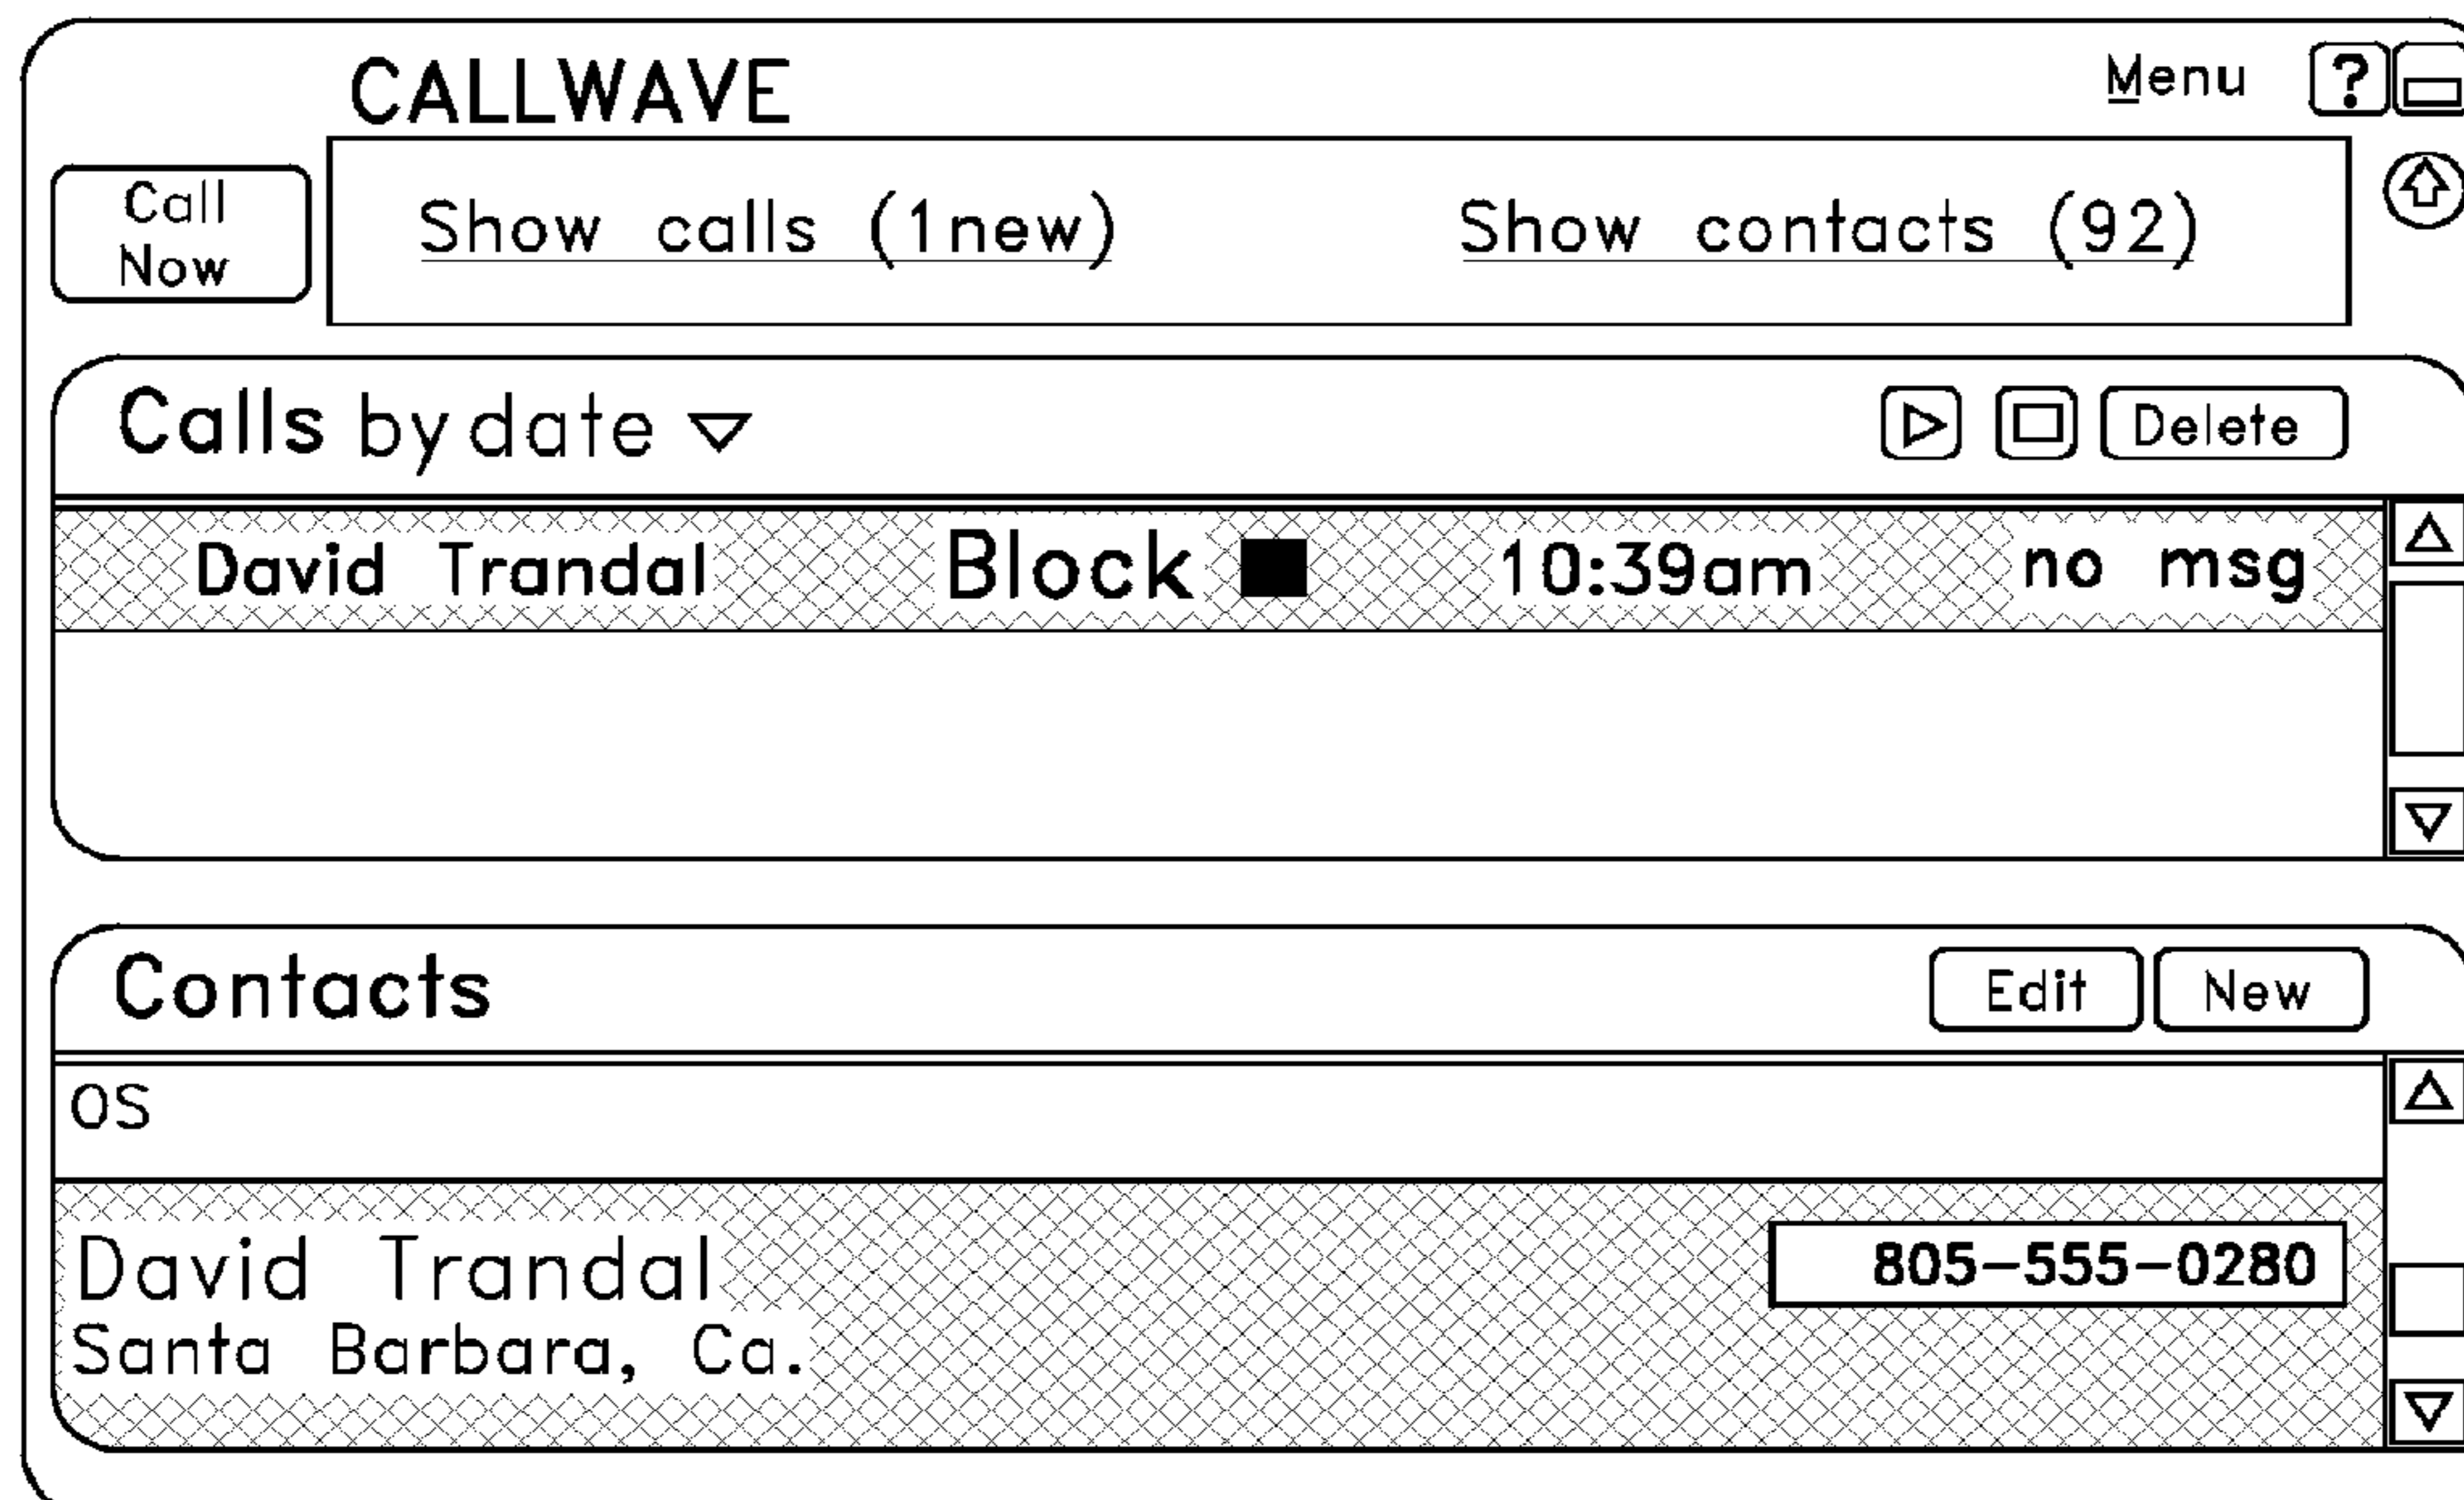 CALLWAVE Menu ?
Call
Now
Show calls (1new) Show contacts (92)
Calls by date Delete
David Trandal Block 10:39am no msg
Contacts Edit New
OS
David Trandal 805-555-0280
Santa Barbara, Ca.